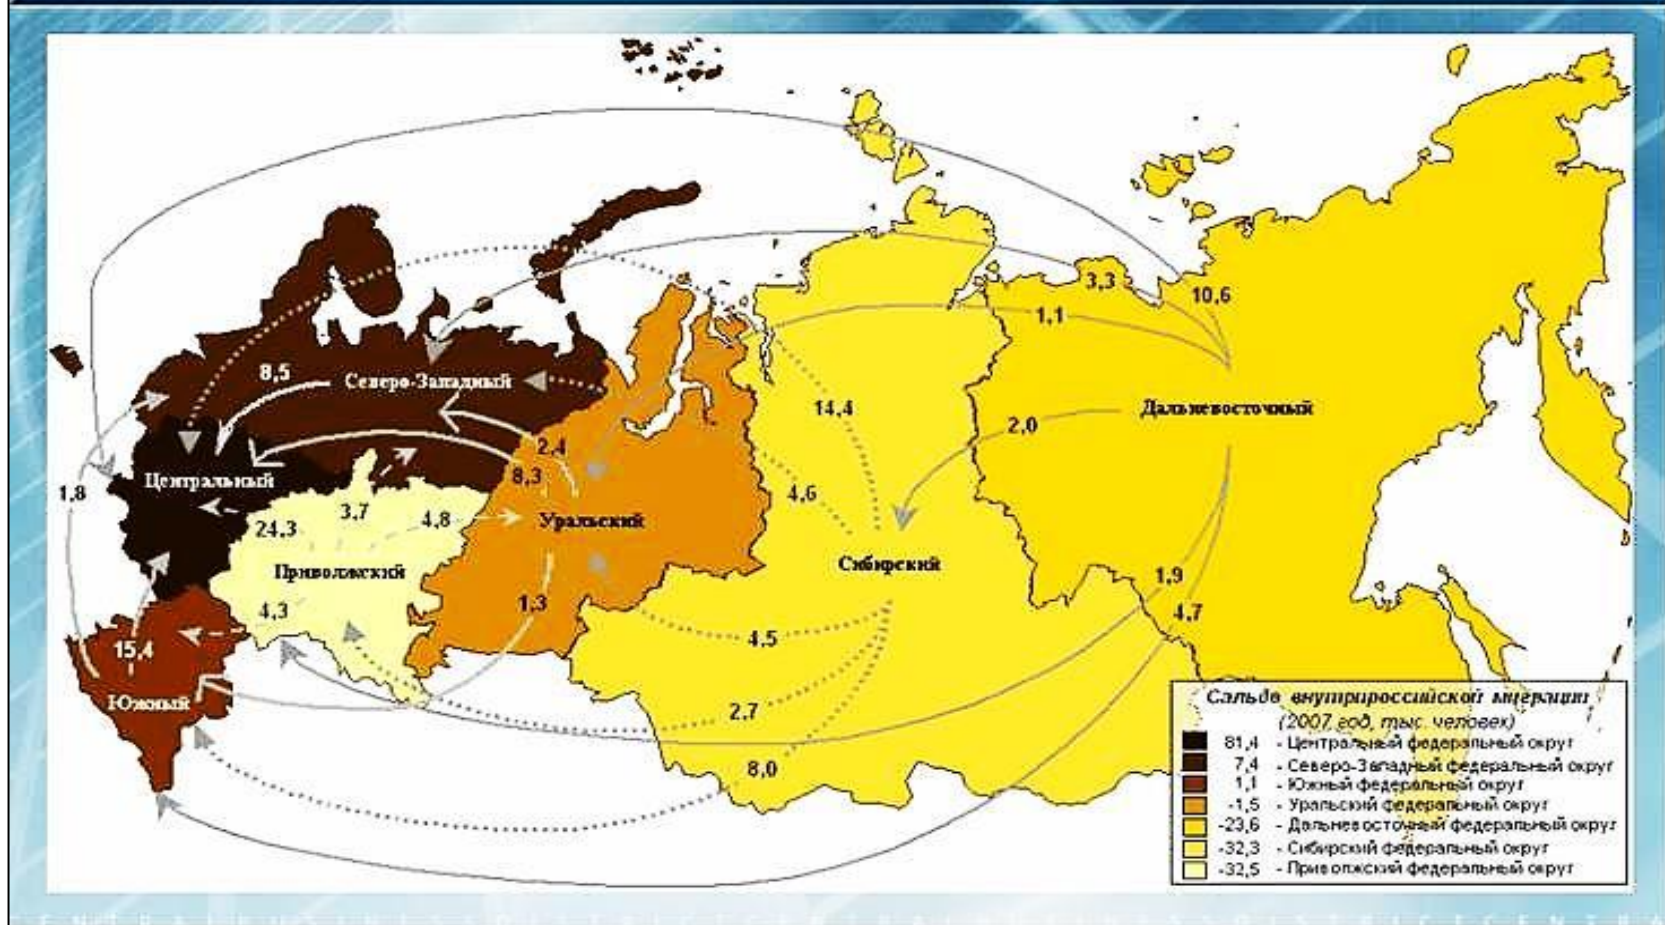 3,3
10,6
1,1
8,5
Северо-Западный
14,4
Дальневосточный
2,0
2,4
8,3
Центральный
1,8
4,6
24,3
3,7
4,8
Уральский
Приволжский
Сибирский
1,9
4,3
1,3
4,7
15,4
4,5
Южный
2,7
8,0
Сальдо внутрироссийской миграции
(2007 год, тыс. человек)
81,4 - Центральный федеральный округ
7,4 - Северо-Западный федеральный округ
1,1 - Южный федеральный округ
-1,5 - Уральский федеральный округ
-23,6 - Дальневосточный федеральный округ
-32,3 - Сибирский федеральный округ
-32,5 - Приволжский федеральный округ